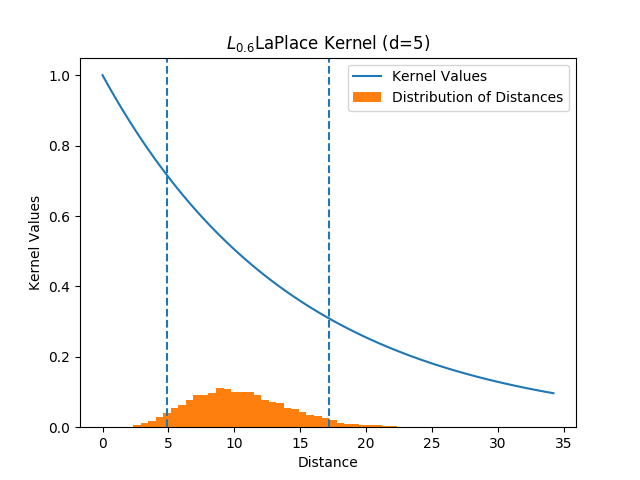 L0.6LaPlace Kernel (d=5)
Kernel Values
Distribution of Distances
1.0
0.8
0.6
0.4
0.2
0.0
Kernel Values
0 5 10 15 20 25 30 35
Distance